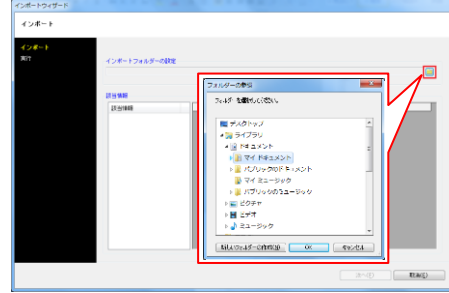 インポートウィザード
インポート
インポート
実行
インポートフォルダーの設定
該当情報
該当情報
フォルダーの参照
フォルダーを選択してください。
デスクトップ
ライブラリ
ドキュメント
マイ ドキュメント
パブリックのドキュメント
マイ ミュージック
パブリックのミュージック
ピクチャ
ビデオ
ミュージック
新しいフォルダーの作成(N)
OK
キャンセル
次へ(N)
取消(C)